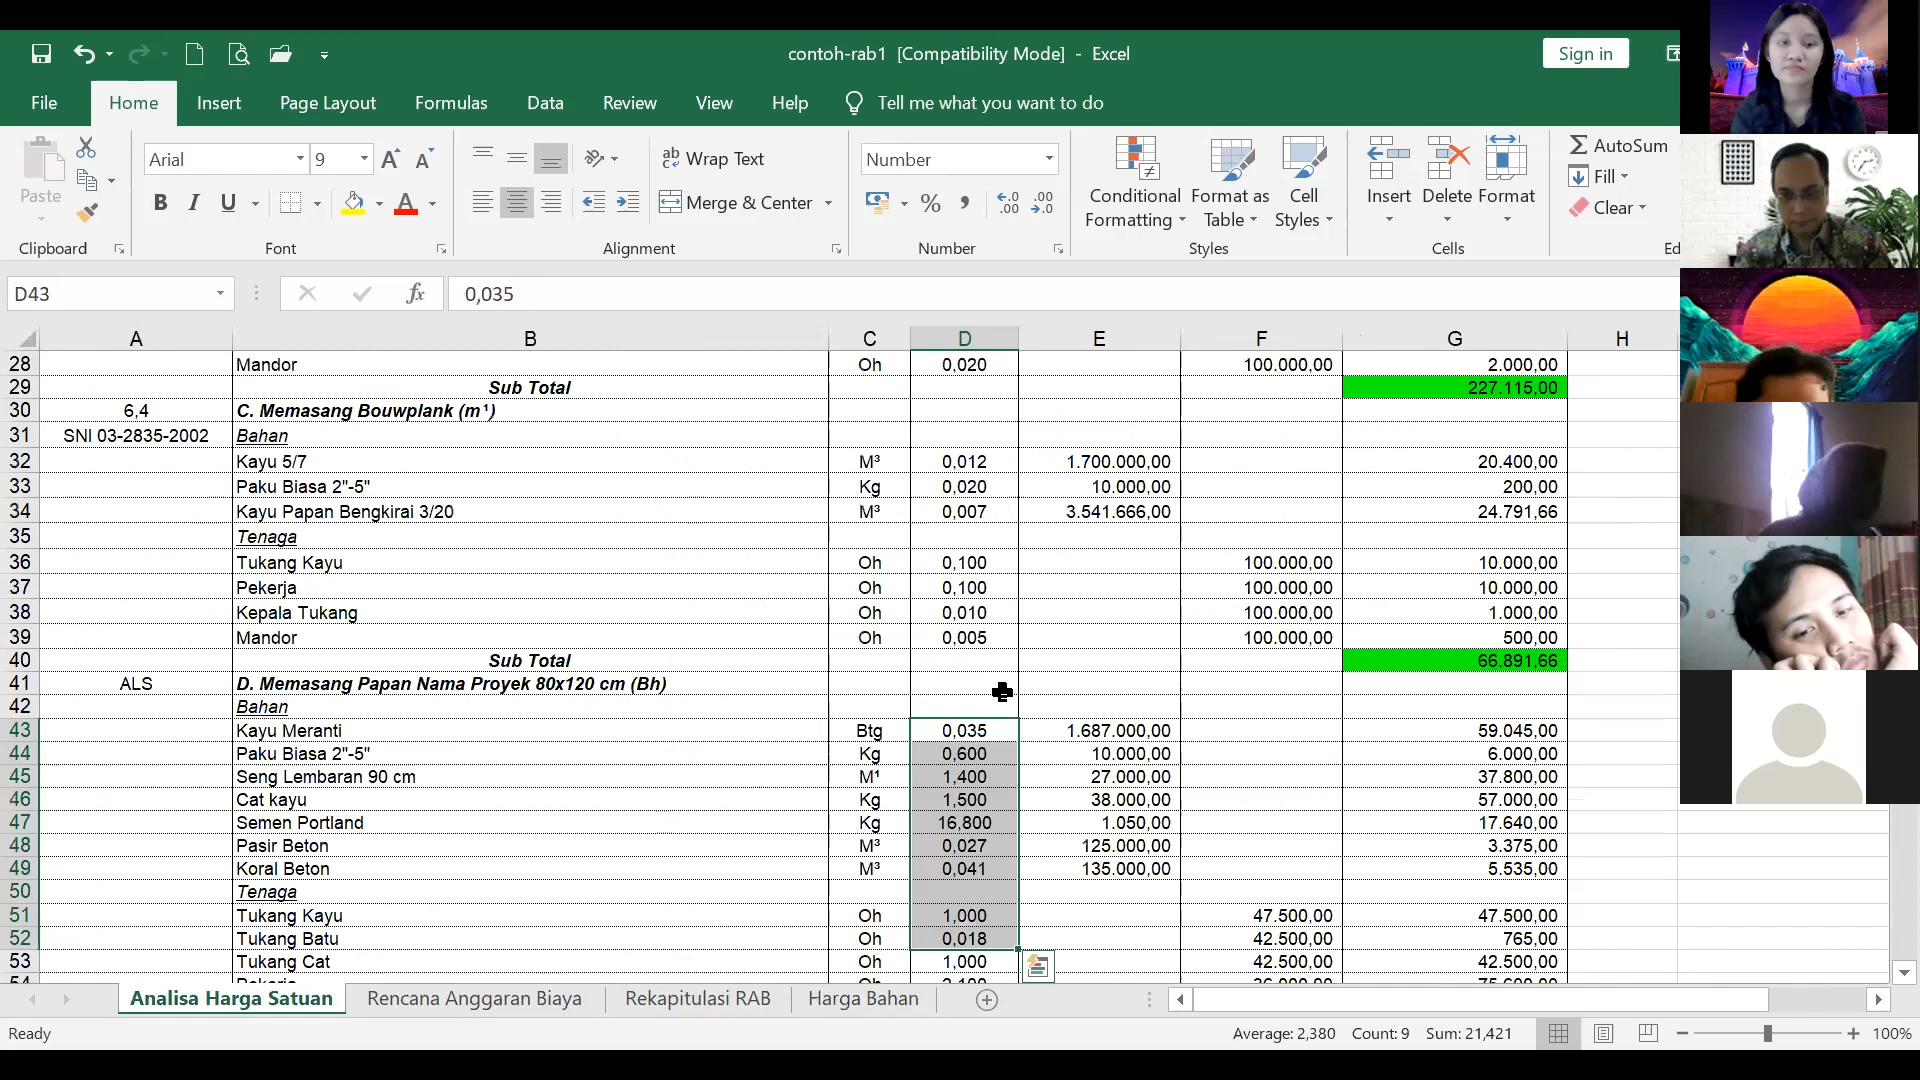 contoh-rab1 [Compatibility Mode] - Excel
Sign in
File Home Insert Page Layout Formulas Data Review View Help Tell me what you want to do
Paste
Clipboard
Arial 9
B I U
Font
Wrap Text
Merge & Center
Alignment
Number
Number
Conditional Formatting
Format as Table
Cell Styles
Styles
Insert Delete Format
Cells
AutoSum
Fill
Clear
D43 fx 0,035
A B C D E F G H
28 Mandor Oh 0,020 100.000,00 2.000,00
29 Sub Total 227.115,00
30 6,4 C. Memasang Bouwplank (m¹)
31 SNI 03-2835-2002 Bahan
32 Kayu 5/7 M³ 0,012 1.700.000,00 20.400,00
33 Paku Biasa 2"-5" Kg 0,020 10.000,00 200,00
34 Kayu Papan Bengkirai 3/20 M³ 0,007 3.541.666,00 24.791,66
35 Tenaga
36 Tukang Kayu Oh 0,100 100.000,00 10.000,00
37 Pekerja Oh 0,100 100.000,00 10.000,00
38 Kepala Tukang Oh 0,010 100.000,00 1.000,00
39 Mandor Oh 0,005 100.000,00 500,00
40 Sub Total 66.891,66
41 ALS D. Memasang Papan Nama Proyek 80x120 cm (Bh)
42 Bahan
43 Kayu Meranti Btg 0,035 1.687.000,00 59.045,00
44 Paku Biasa 2"-5" Kg 0,600 10.000,00 6.000,00
45 Seng Lembaran 90 cm M¹ 1,400 27.000,00 37.800,00
46 Cat kayu Kg 1,500 38.000,00 57.000,00
47 Semen Portland Kg 16,800 1.050,00 17.640,00
48 Pasir Beton M³ 0,027 125.000,00 3.375,00
49 Koral Beton M³ 0,041 135.000,00 5.535,00
50 Tenaga
51 Tukang Kayu Oh 1,000 47.500,00 47.500,00
52 Tukang Batu Oh 0,018 42.500,00 765,00
53 Tukang Cat Oh 1,000 42.500,00 42.500,00
Analisa Harga Satuan Rencana Anggaran Biaya Rekapitulasi RAB Harga Bahan
Ready Average: 2,380 Count: 9 Sum: 21,421 100%